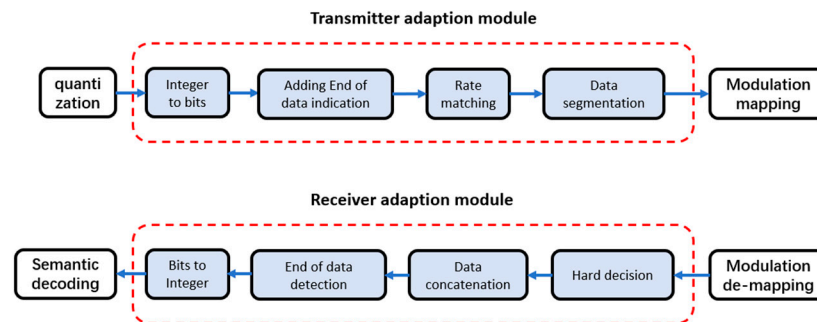 Transmitter adaption module
quanti
zation
Integer
to bits
Adding End of
data indication
Rate
matching
Data
segmentation
Modulation
mapping
Receiver adaption module
Semantic
decoding
Bits to
Integer
End of data
detection
Data
concatenation
Hard decision
Modulation
de-mapping